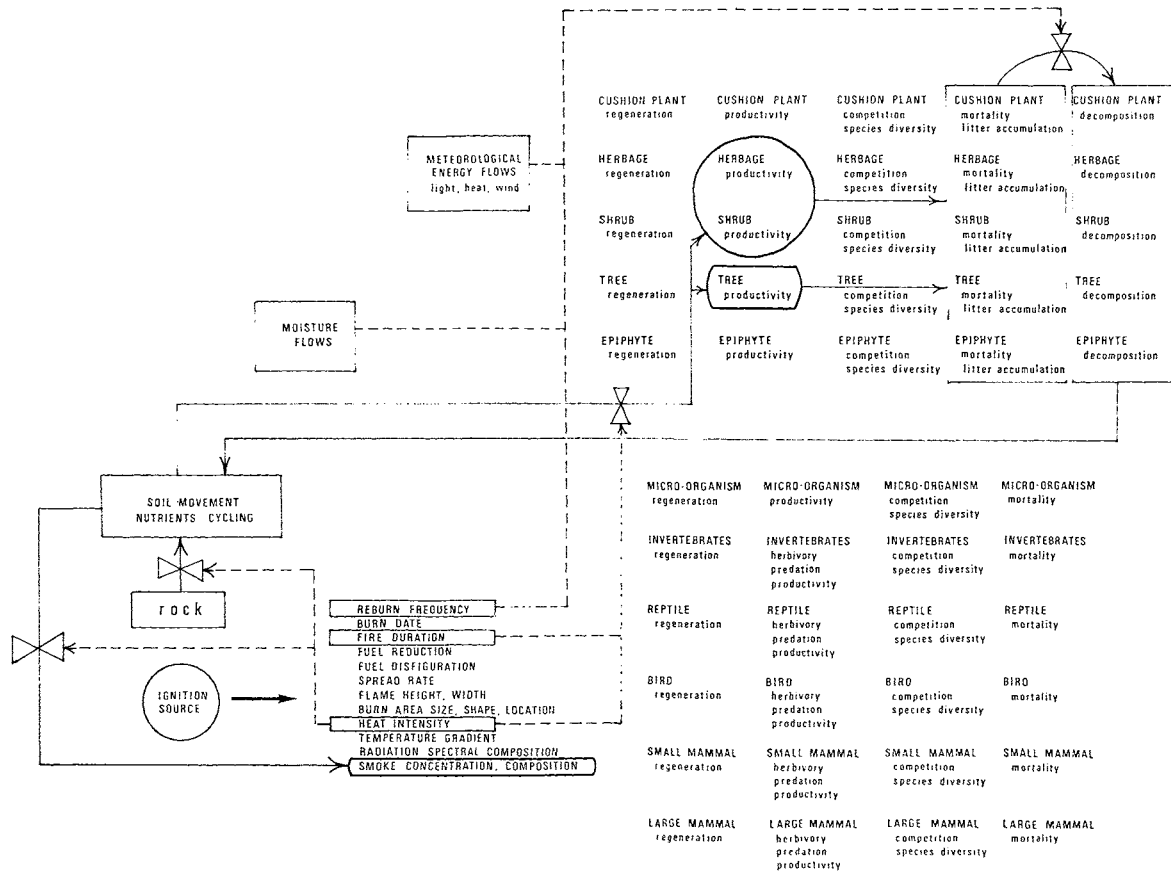 CUSHION PLANT
regeneration
CUSHION PLANT
productivity
CUSHION PLANT
competition
species diversity
CUSHION PLANT
mortality
litter accumulation
CUSHION PLANT
decomposition
METEOROLOGICAL
ENERGY FLOWS
light, heat, wind
HERBAGE
regeneration
HERBAGE
productivity
HERBAGE
competition
species diversity
HERBAGE
mortality
litter accumulation
HERBAGE
decomposition
SHRUB
regeneration
SHRUB
productivity
SHRUB
competition
species diversity
SHRUB
mortality
litter accumulation
SHRUB
decomposition
TREE
regeneration
TREE
productivity
TREE
competition
species diversity
TREE
mortality
litter accumulation
TREE
decomposition
MOISTURE
FLOWS
EPIPHYTE
regeneration
EPIPHYTE
productivity
EPIPHYTE
competition
species diversity
EPIPHYTE
mortality
litter accumulation
EPIPHYTE
decomposition
SOIL MOVEMENT
NUTRIENTS CYCLING
rock
IGNITION
SOURCE
REBURN FREQUENCY
BURN DATE
FIRE DURATION
FUEL REDUCTION
FUEL DISFIGURATION
SPREAD RATE
FLAME HEIGHT, WIDTH
BURN AREA SIZE, SHAPE, LOCATION
HEAT INTENSITY
TEMPERATURE GRADIENT
RADIATION SPECTRAL COMPOSITION
SMOKE CONCENTRATION, COMPOSITION
MICRO-ORGANISM
regeneration
MICRO-ORGANISM
productivity
MICRO-ORGANISM
competition
species diversity
MICRO-ORGANISM
mortality
INVERTEBRATES
regeneration
INVERTEBRATES
herbivory
predation
productivity
INVERTEBRATES
competition
species diversity
INVERTEBRATES
mortality
REPTILE
regeneration
REPTILE
herbivory
predation
productivity
REPTILE
competition
species diversity
REPTILE
mortality
BIRD
regeneration
BIRD
herbivory
predation
productivity
BIRD
competition
species diversity
BIRD
mortality
SMALL MAMMAL
regeneration
SMALL MAMMAL
herbivory
predation
productivity
SMALL MAMMAL
competition
species diversity
SMALL MAMMAL
mortality
LARGE MAMMAL
regeneration
LARGE MAMMAL
herbivory
predation
productivity
LARGE MAMMAL
competition
species diversity
LARGE MAMMAL
mortality